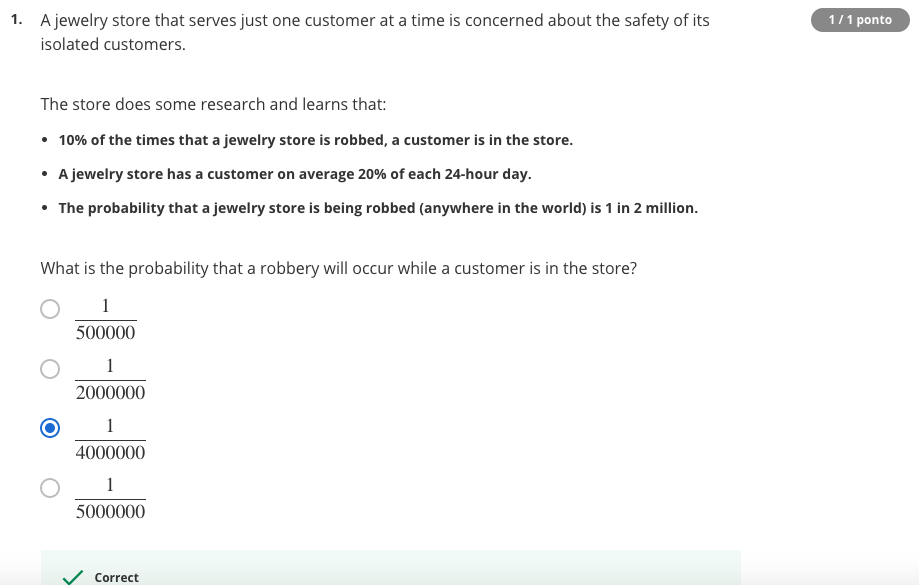 1. A jewelry store that serves just one customer at a time is concerned about the safety of its
1 / 1 ponto
isolated customers.
The store does some research and learns that:
• 10% of the times that a jewelry store is robbed, a customer is in the store.
• A jewelry store has a customer on average 20% of each 24-hour day.
• The probability that a jewelry store is being robbed (anywhere in the world) is 1 in 2 million.
What is the probability that a robbery will occur while a customer is in the store?
1
500000
1
2000000
1
4000000
1
5000000
Correct